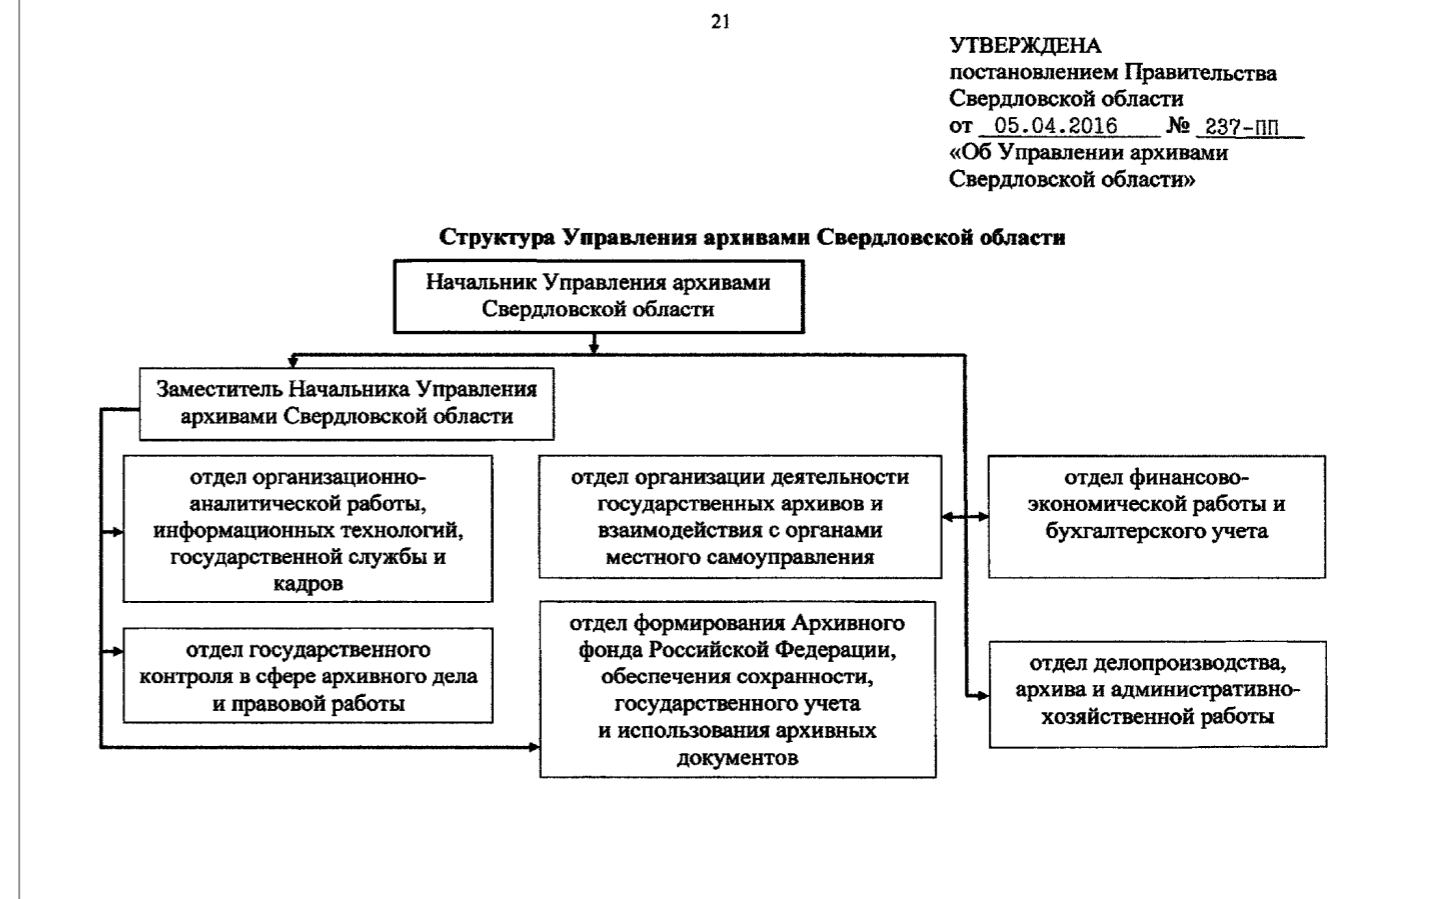 21
УТВЕРЖДЕНА
постановлением Правительства
Свердловской области
от 05.04.2016 № 237-ПП
«Об Управлении архивами
Свердловской области»
Структура Управления архивами Свердловской области
Начальник Управления архивами
Свердловской области
Заместитель Начальника Управления
архивами Свердловской области
отдел организационно-
аналитической работы,
информационных технологий,
государственной службы и
кадров
отдел организации деятельности
государственных архивов и
взаимодействия с органами
местного самоуправления
отдел финансово-
экономической работы и
бухгалтерского учета
отдел государственного
контроля в сфере архивного дела
и правовой работы
отдел формирования Архивного
фонда Российской Федерации,
обеспечения сохранности,
государственного учета
и использования архивных
документов
отдел делопроизводства,
архива и административно-
хозяйственной работы